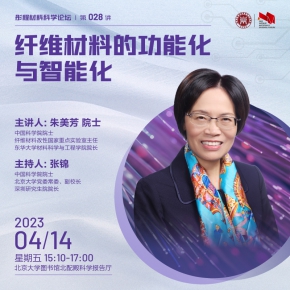 东程材料科学论坛 | 第 028 讲
纤维材料的功能化
与智能化
主讲人：朱美芳 院士
中国科学院院士
纤维材料改性国家重点实验室主任
东华大学材料科学与工程学院院长
主持人：张锦
中国科学院院士
北京大学党委常委、副校长
深圳研究生院院长
2023
04/14
星期五 15:10-17:00
北京大学图书馆北配殿科学报告厅